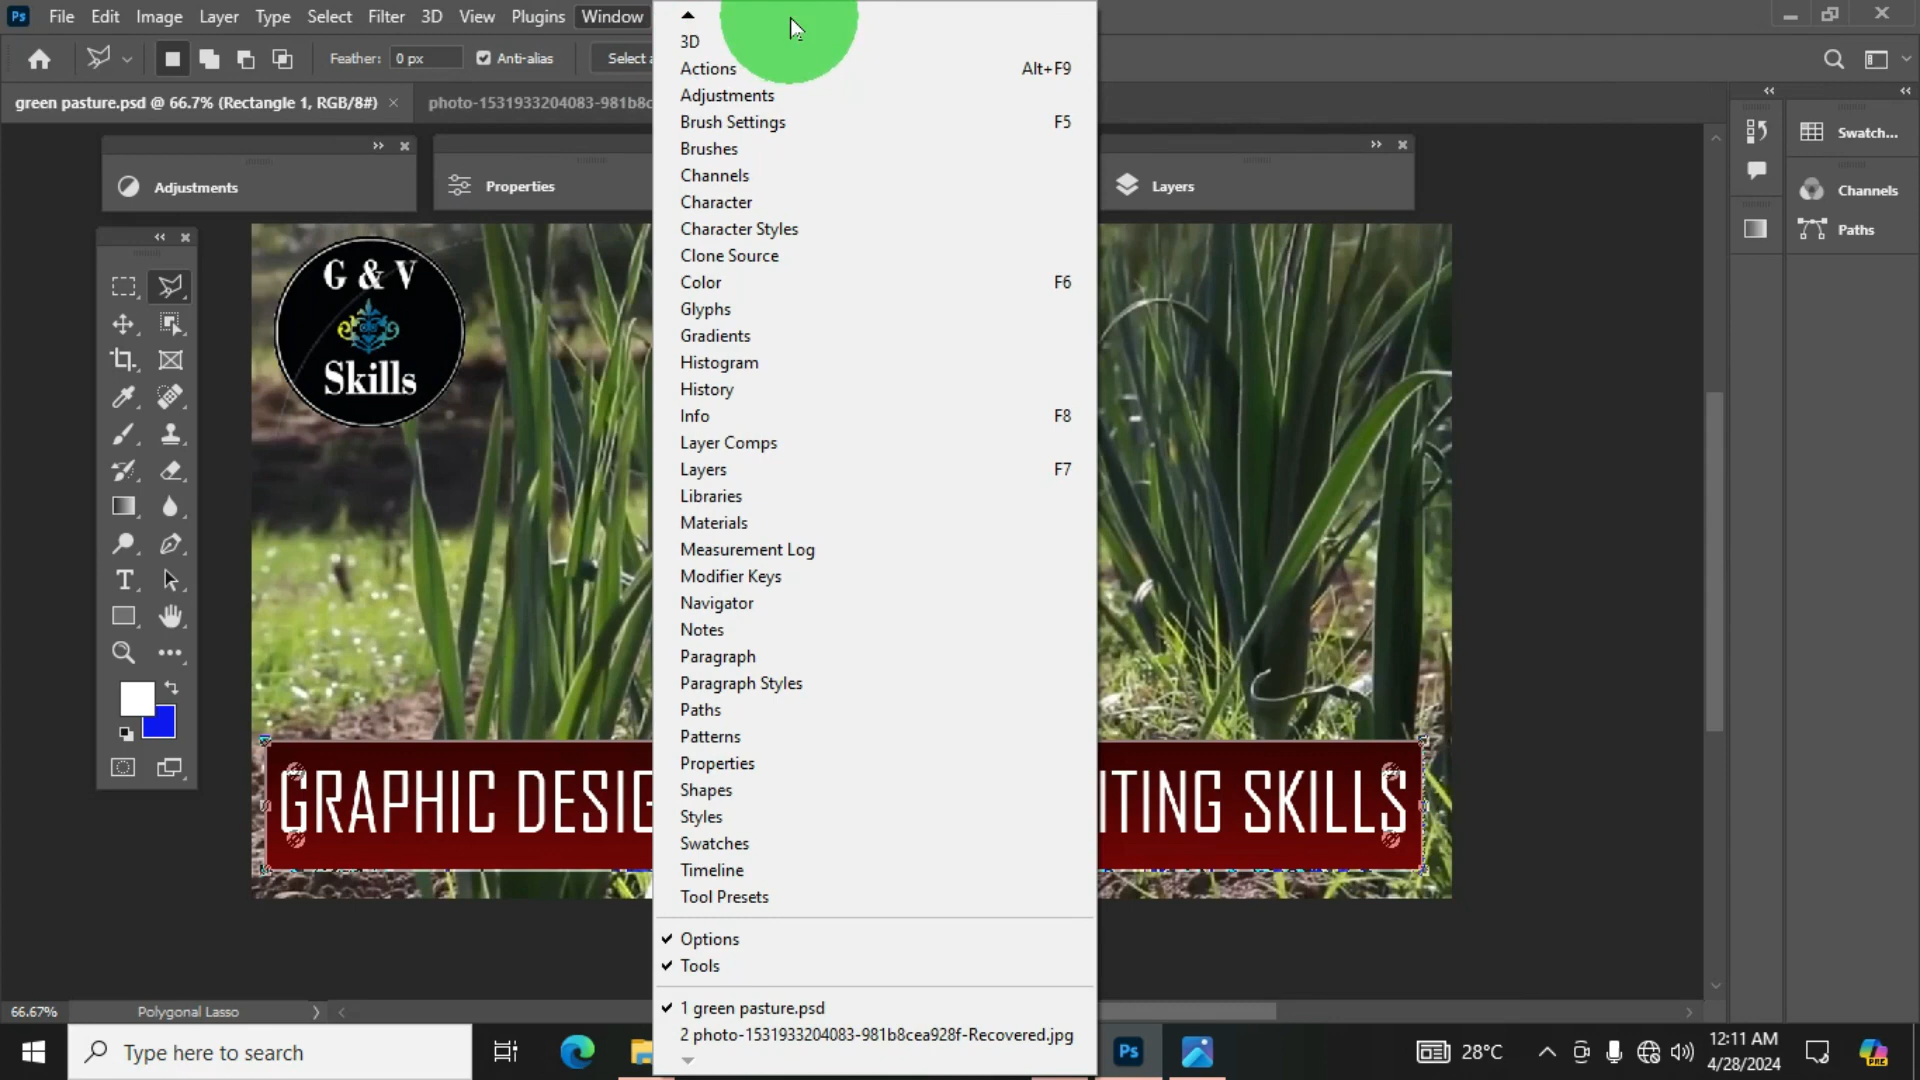 Ps File Edit Image Layer Type Select Filter 3D View Plugins Window
Feather: 0 px Anti-alias Select a
green pasture.psd @ 66.7% (Rectangle 1, RGB/8#) × photo-1531933204083-981b8c
Adjustments
Properties
Layers
Swatch...
Channels
Paths
3D
Actions Alt+F9
Adjustments
Brush Settings F5
Brushes
Channels
Character
Character Styles
Clone Source
Color F6
Glyphs
Gradients
Histogram
History
Info F8
Layer Comps
Layers F7
Libraries
Materials
Measurement Log
Modifier Keys
Navigator
Notes
Paragraph
Paragraph Styles
Paths
Patterns
Properties
Shapes
Styles
Swatches
Timeline
Tool Presets
Options
Tools
1 green pasture.psd
2 photo-1531933204083-981b8cea928f-Recovered.jpg
G & V
Skills
GRAPHIC DESIG
ITING SKILLS
66.67% Polygonal Lasso
Type here to search
Ps
28°C
12:11 AM
4/28/2024
PRE